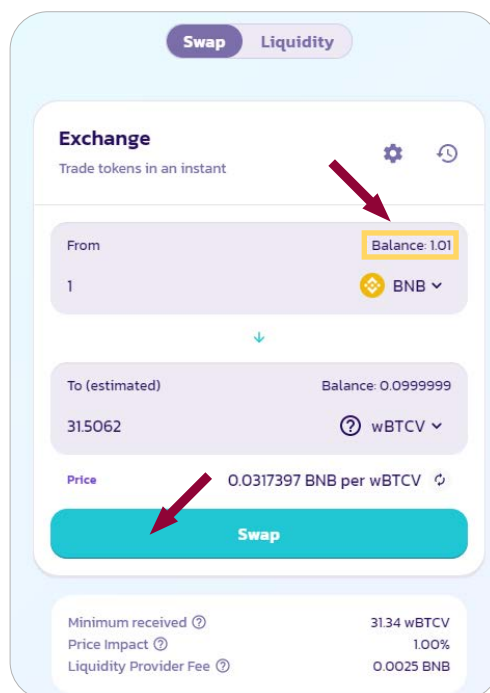 Swap Liquidity
Exchange
Trade tokens in an instant
From Balance: 1.01
1 BNB
To (estimated) Balance: 0.0999999
31.5062 wBTCV
Price 0.0317397 BNB per wBTCV
Swap
Minimum received 31.34 wBTCV
Price Impact 1.00%
Liquidity Provider Fee 0.0025 BNB